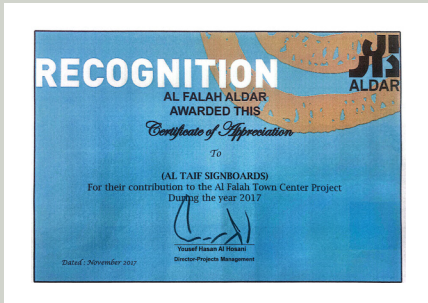 RECOGNITION
الدار
ALDAR
AL FALAH ALDAR
AWARDED THIS
Certificate of Appreciation
To
(AL TAIF SIGNBOARDS)
For their contribution to the Al Falah Town Center Project
During the year 2017
Yousef Hasan Al Hosani
Director-Projects Management
Dated : November 2017